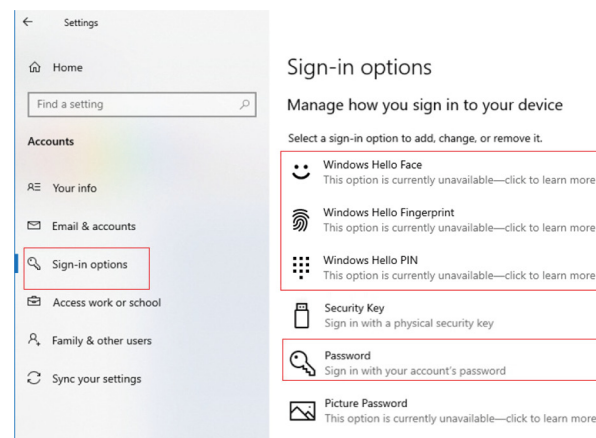 Settings
Home
Find a setting
Accounts
Your info
Email & accounts
Sign-in options
Access work or school
Family & other users
Sync your settings
Sign-in options
Manage how you sign in to your device
Select a sign-in option to add, change, or remove it.
Windows Hello Face
This option is currently unavailable—click to learn more
Windows Hello Fingerprint
This option is currently unavailable—click to learn more
Windows Hello PIN
This option is currently unavailable—click to learn more
Security Key
Sign in with a physical security key
Password
Sign in with your account's password
Picture Password
This option is currently unavailable—click to learn more